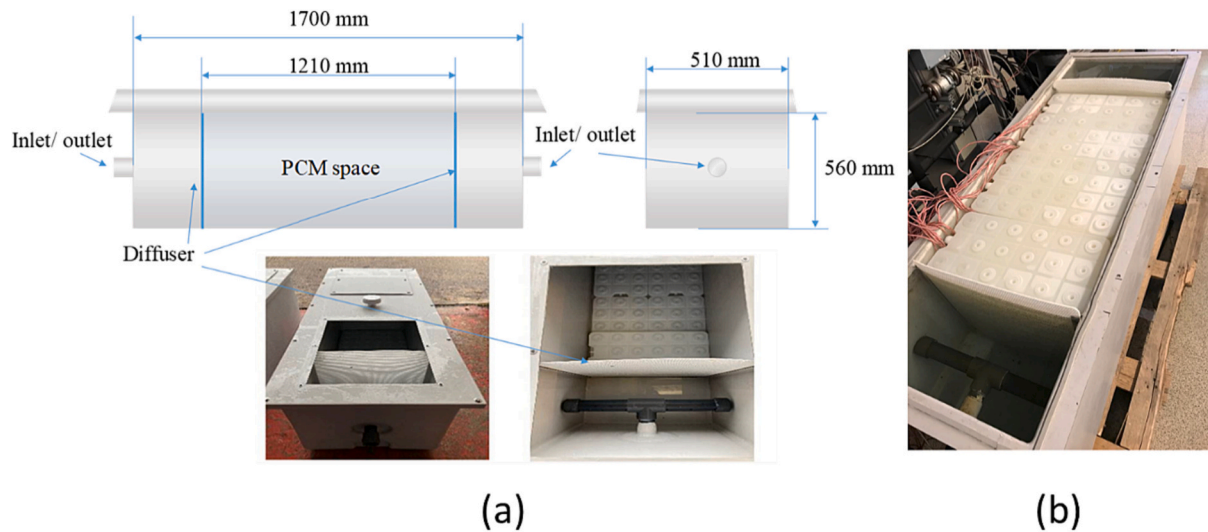 1700 mm
1210 mm
510 mm
Inlet/ outlet
PCM space
Inlet/ outlet
560 mm
Diffuser
(a)
(b)